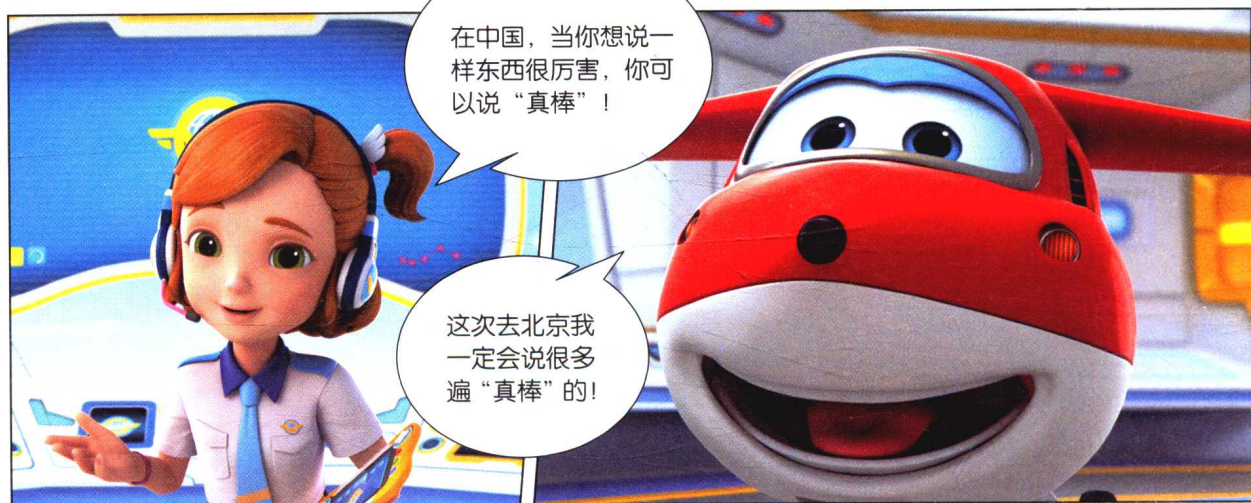 在中国，当你想说一
样东西很厉害，你可
以说“真棒”！
这次去北京我
一定会说很多
遍“真棒”的！